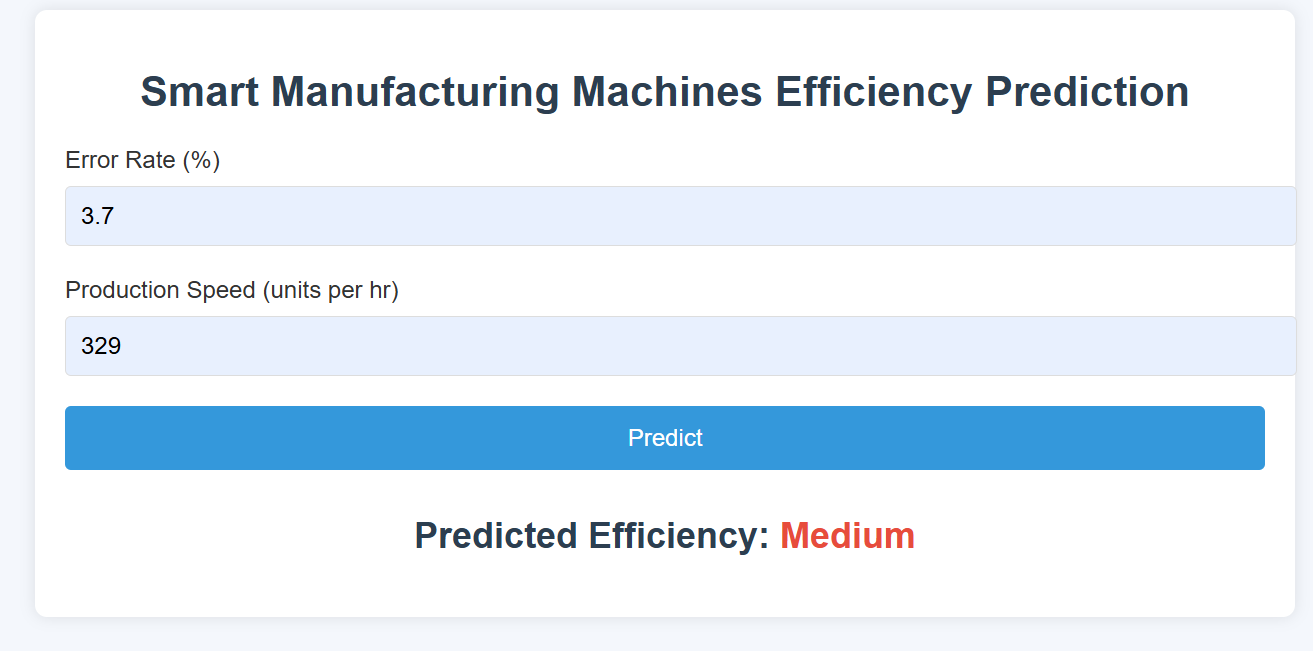 Smart Manufacturing Machines Efficiency Prediction
Error Rate (%)
3.7
Production Speed (units per hr)
329
Predict
Predicted Efficiency: Medium